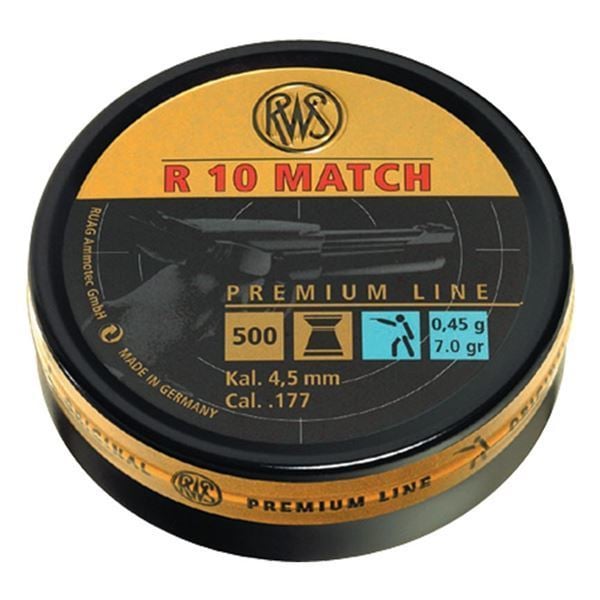 RWS
R 10 MATCH
PREMIUM LINE
500
0,45 g
7.0 gr
Kal. 4,5 mm
Cal. .177
RUAG Ammotec GmbH
MADE IN GERMANY
ORIGINAL
RWS
PREMIUM LINE